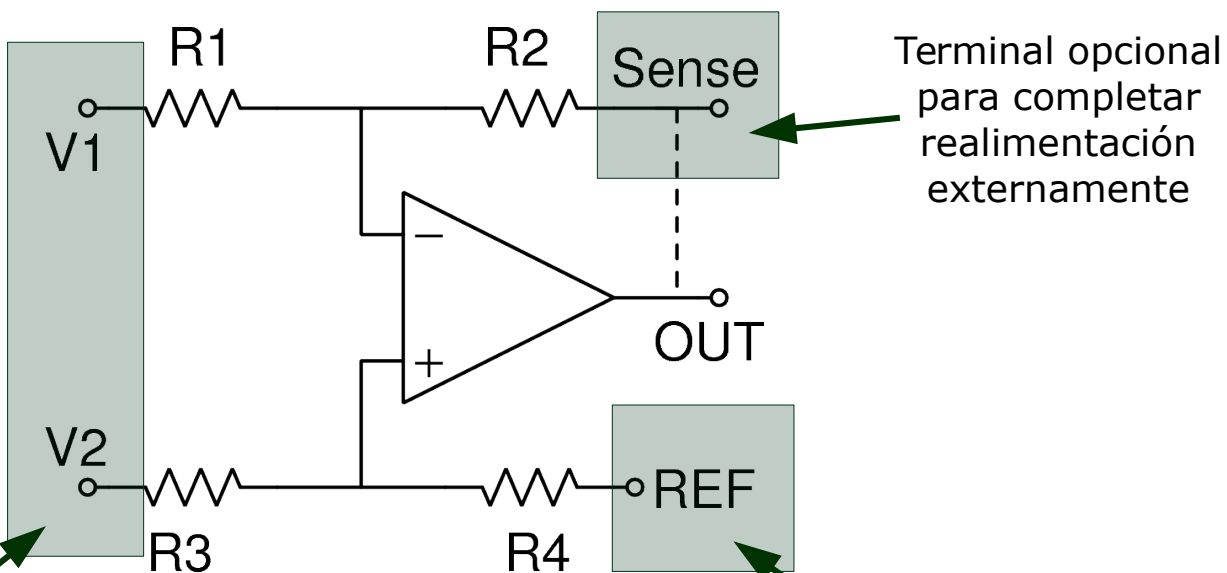 R1
R2
Sense
V1
Terminal opcional
para completar
realimentación
externamente
−
+
OUT
V2
REF
R3
R4